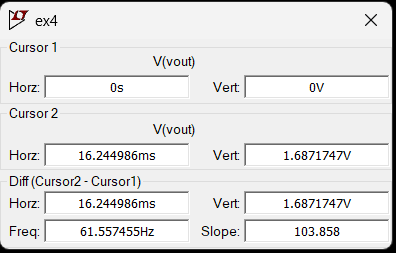 ex4
Cursor 1
V(vout)
Horz: 0s Vert: 0V
Cursor 2
V(vout)
Horz: 16.244986ms Vert: 1.6871747V
Diff (Cursor2 - Cursor1)
Horz: 16.244986ms Vert: 1.6871747V
Freq: 61.557455Hz Slope: 103.858